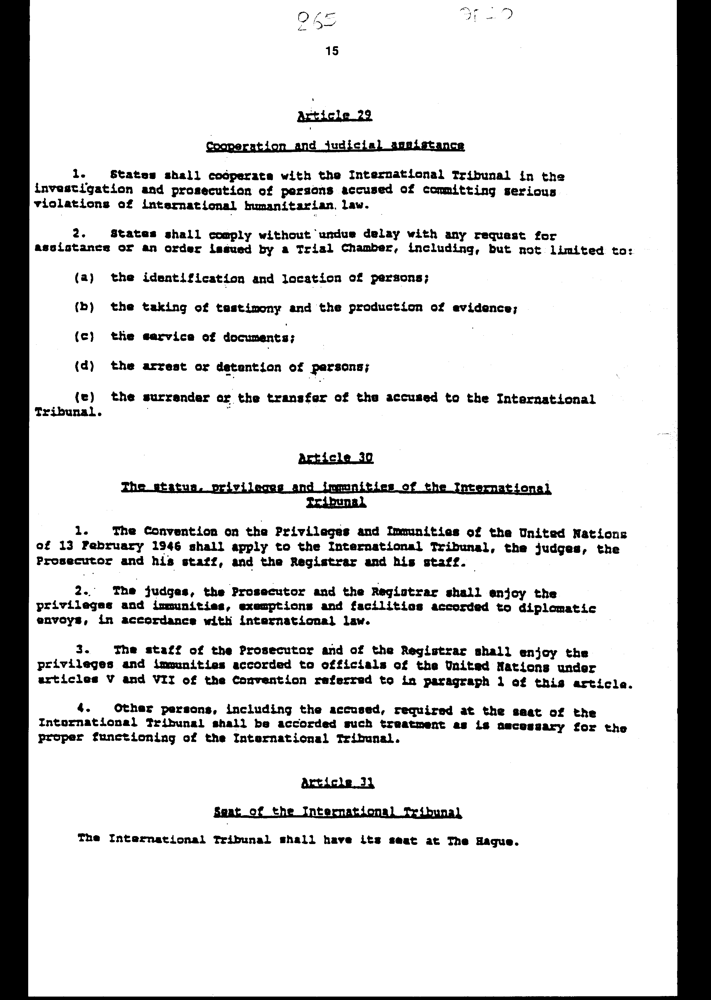 265
15
Article 29
Cooperation and judicial assistance
1. States shall cooperate with the International Tribunal in the
investigation and prosecution of persons accused of committing serious
violations of international humanitarian law.
2. States shall comply without undue delay with any request for
assistance or an order issued by a Trial Chamber, including, but not limited to:
(a) the identification and location of persons;
(b) the taking of testimony and the production of evidence;
(c) the service of documents;
(d) the arrest or detention of persons;
(e) the surrender or the transfer of the accused to the International
Tribunal.
Article 30
The status, privileges and immunities of the International
Tribunal
1. The Convention on the Privileges and Immunities of the United Nations
of 13 February 1946 shall apply to the International Tribunal, the judges, the
Prosecutor and his staff, and the Registrar and his staff.
2. The judges, the Prosecutor and the Registrar shall enjoy the
privileges and immunities, exemptions and facilities accorded to diplomatic
envoys, in accordance with international law.
3. The staff of the Prosecutor and of the Registrar shall enjoy the
privileges and immunities accorded to officials of the United Nations under
articles V and VII of the Convention referred to in paragraph 1 of this article.
4. Other persons, including the accused, required at the seat of the
International Tribunal shall be accorded such treatment as is necessary for the
proper functioning of the International Tribunal.
Article 31
Seat of the International Tribunal
The International Tribunal shall have its seat at The Hague.